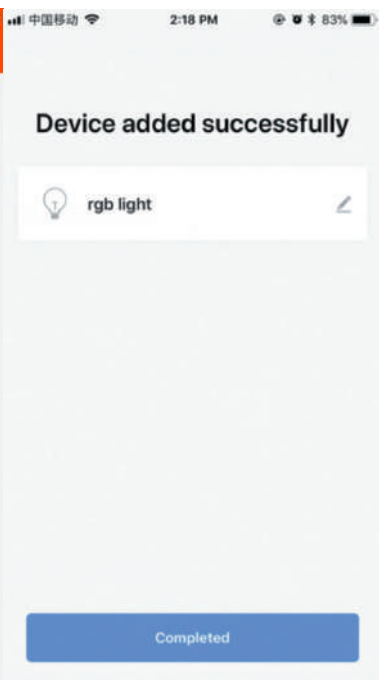 中国移动 2:18 PM 83%
Device added successfully
rgb light
Completed